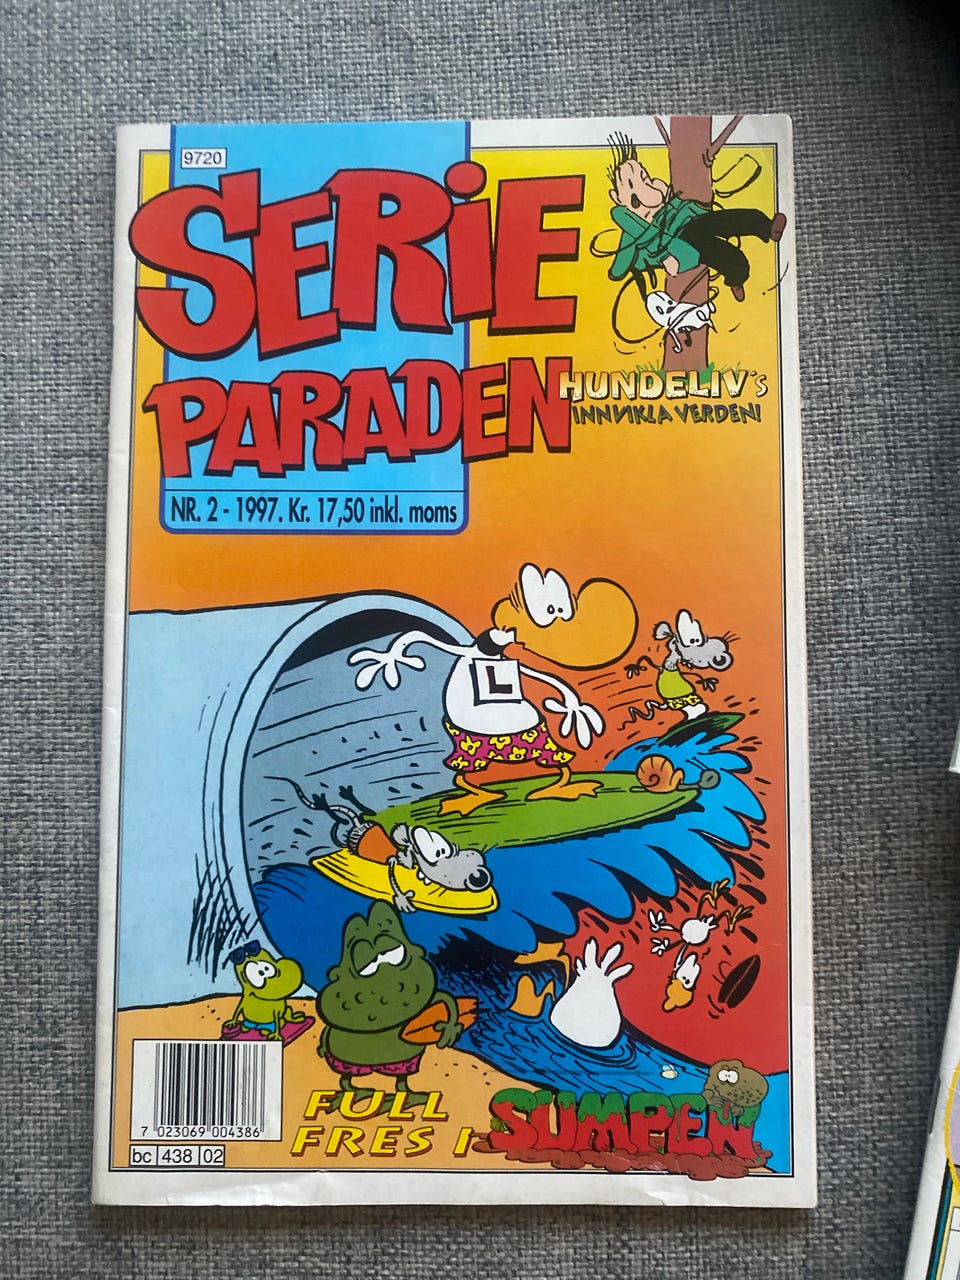 9720
SERiE
PARADEN
NR. 2 - 1997. Kr. 17,50 inkl. moms
HUNDELIV's
INNVIKLA VERDEN!
L
FULL
FRES I
SUMPEN
7 023069 004386
bc 438 02